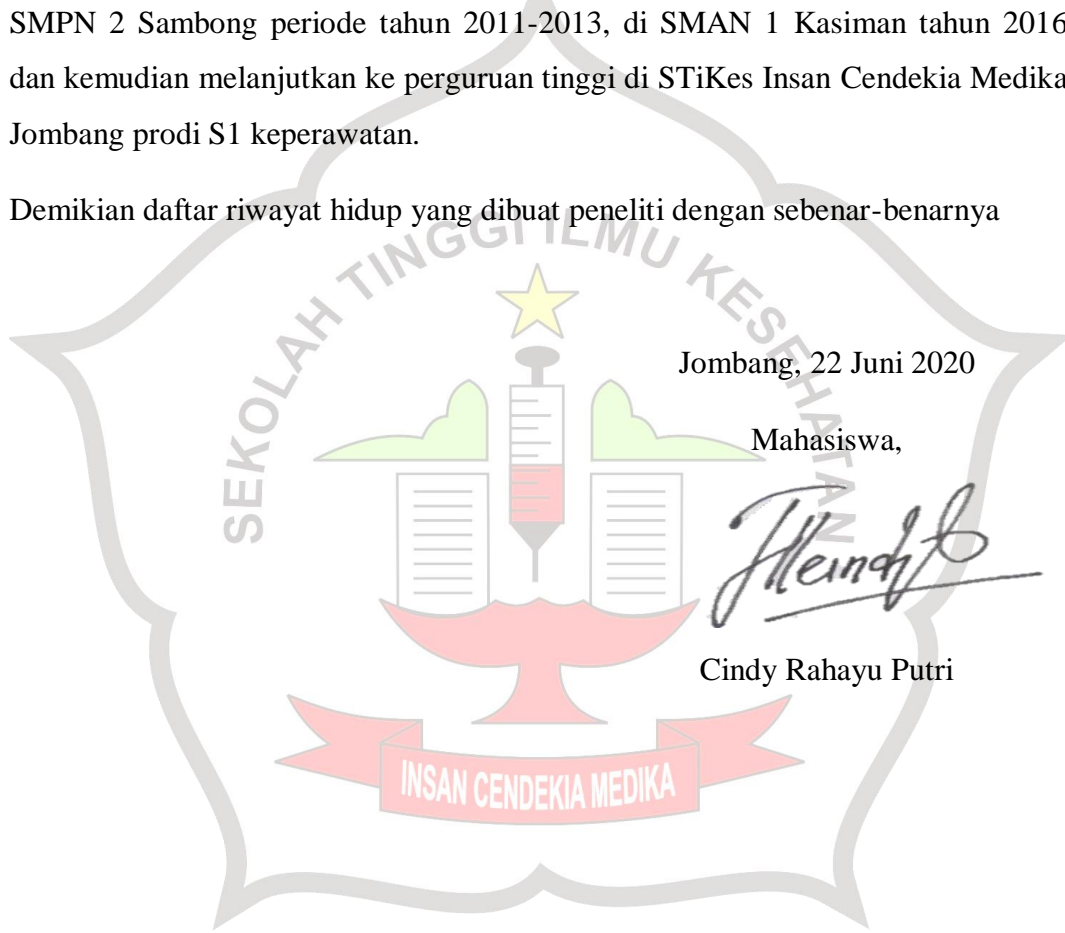 SMPN 2 Sambong periode tahun 2011-2013, di SMAN 1 Kasiman tahun 2016
dan kemudian melanjutkan ke perguruan tinggi di STiKes Insan Cendekia Medika
Jombang prodi S1 keperawatan.
Demikian daftar riwayat hidup yang dibuat peneliti dengan sebenar-benarnya
SEKOLAH TINGGI ILMU KESEHATAN
Jombang, 22 Juni 2020
Mahasiswa,
Cindy Rahayu Putri
INSAN CENDEKIA MEDIKA